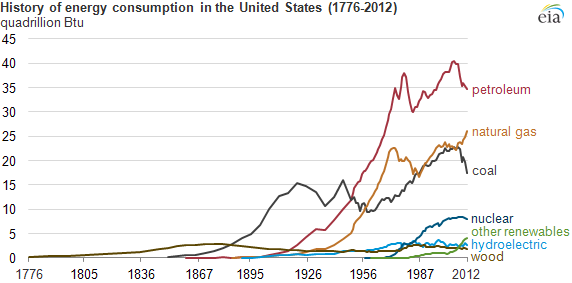 History of energy consumption in the United States (1776-2012)
quadrillion Btu
eia
45
40
35
30
25
20
15
10
5
0
petroleum
natural gas
coal
nuclear
other renewables
hydroelectric
wood
1776 1805 1836 1867 1895 1926 1956 1987 2012